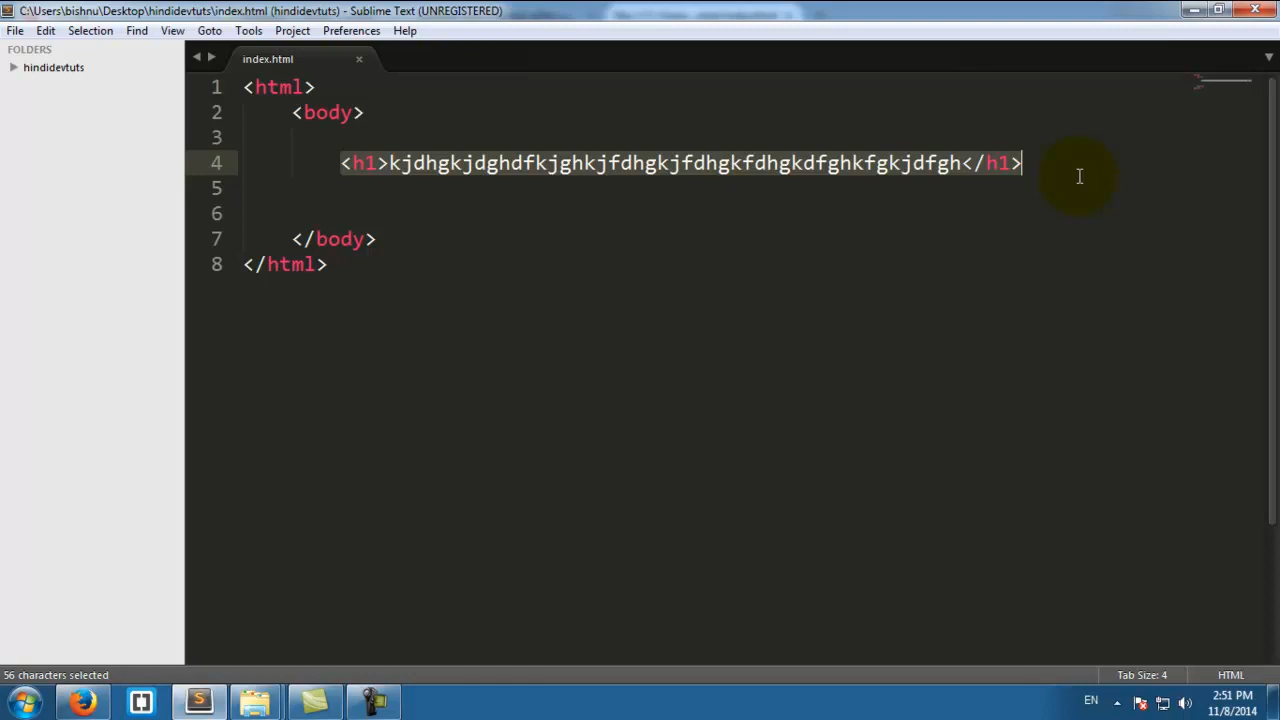 C:\Users\bishnu\Desktop\hindidevtuts\index.html (hindidevtuts) - Sublime Text (UNREGISTERED)
File Edit Selection View Find Goto Tools Project Preferences Help
FOLDERS
hindidevtuts
index.html
1 <html>
2 <body>
3
4 <h1>kjdhgkjdghdfkjghkjfdhgkjfdhgkfdhgkdfghkfgkjdfgh</h1>
5
6
7 </body>
8 </html>
56 characters selected
Tab Size: 4
HTML
EN
2:51 PM
11/8/2014